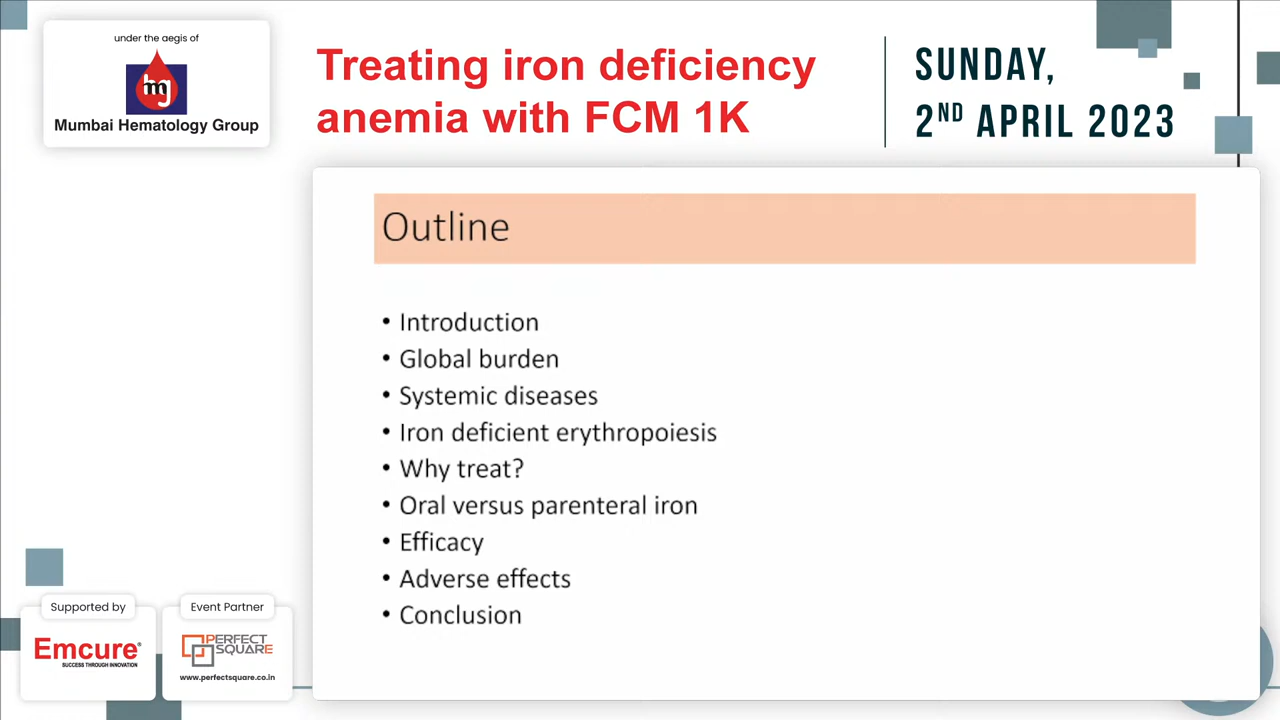 under the aegis of
mg
Mumbai Hematology Group
Treating iron deficiency
anemia with FCM 1K
SUNDAY,
2ND APRIL 2023
Outline
• Introduction
• Global burden
• Systemic diseases
• Iron deficient erythropoiesis
• Why treat?
• Oral versus parenteral iron
• Efficacy
• Adverse effects
• Conclusion
Supported by
Emcure®
SUCCESS THROUGH INNOVATION
Event Partner
PERFECT
SQUARE
www.perfectsquare.co.in